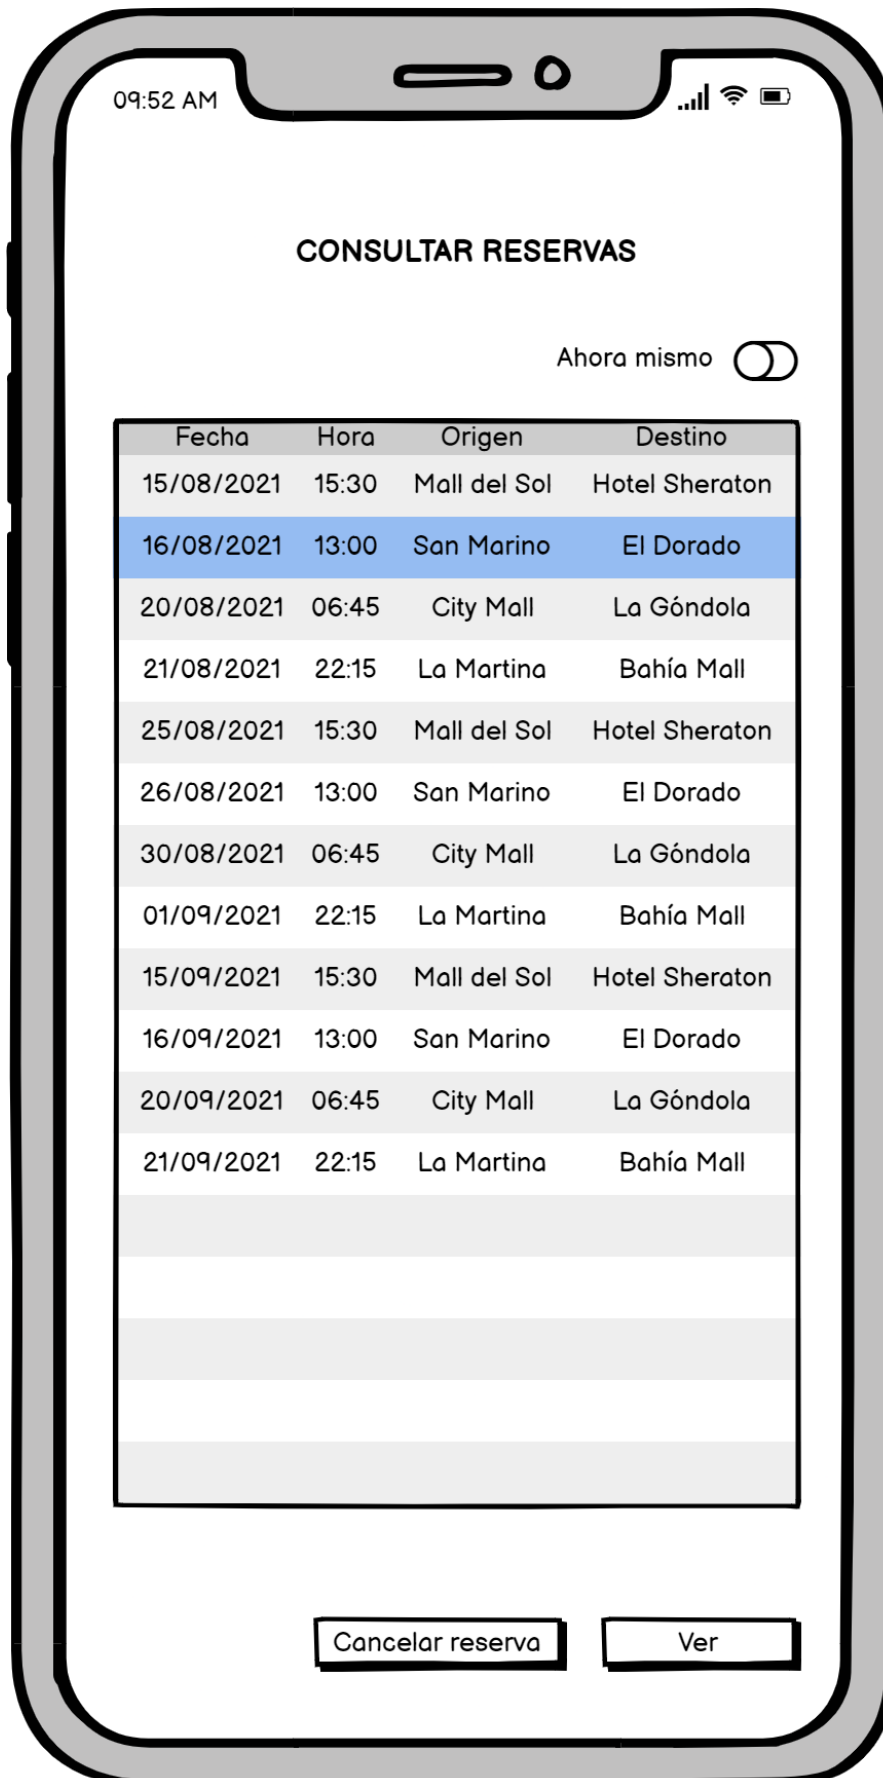 09:52 AM
CONSULTAR RESERVAS
Ahora mismo
Fecha Hora Origen Destino
15/08/2021 15:30 Mall del Sol Hotel Sheraton
16/08/2021 13:00 San Marino El Dorado
20/08/2021 06:45 City Mall La Góndola
21/08/2021 22:15 La Martina Bahía Mall
25/08/2021 15:30 Mall del Sol Hotel Sheraton
26/08/2021 13:00 San Marino El Dorado
30/08/2021 06:45 City Mall La Góndola
01/09/2021 22:15 La Martina Bahía Mall
15/09/2021 15:30 Mall del Sol Hotel Sheraton
16/09/2021 13:00 San Marino El Dorado
20/09/2021 06:45 City Mall La Góndola
21/09/2021 22:15 La Martina Bahía Mall
Cancelar reserva Ver